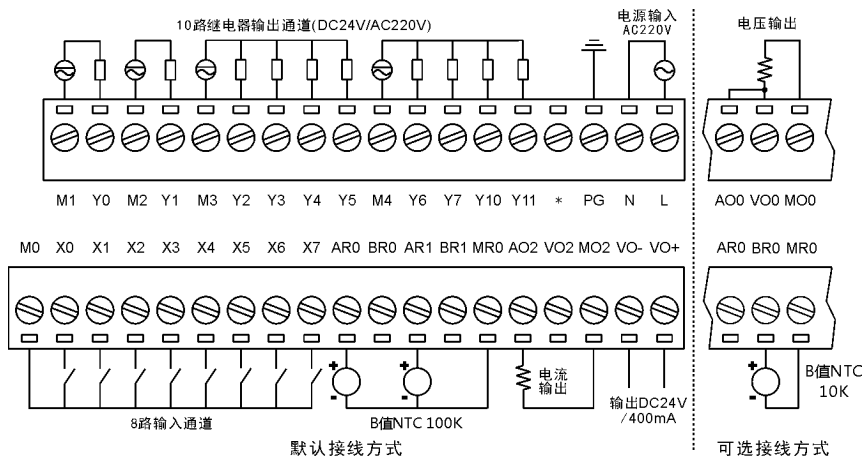 10路继电器输出通道(DC24V/AC220V)
电源输入
AC220V
电压输出
M1 Y0 M2 Y1 M3 Y2 Y3 Y4 Y5 M4 Y6 Y7 Y10 Y11 * PG N L
AO0 VO0 MO0
M0 X0 X1 X2 X3 X4 X5 X6 X7 AR0 BR0 AR1 BR1 MR0 AO2 VO2 MO2 VO- VO+
AR0 BR0 MR0
+
-
+
-
+
-
8路输入通道
B值NTC 100K
电流
输出
输出DC24V
/400mA
B值NTC
10K
默认接线方式
可选接线方式